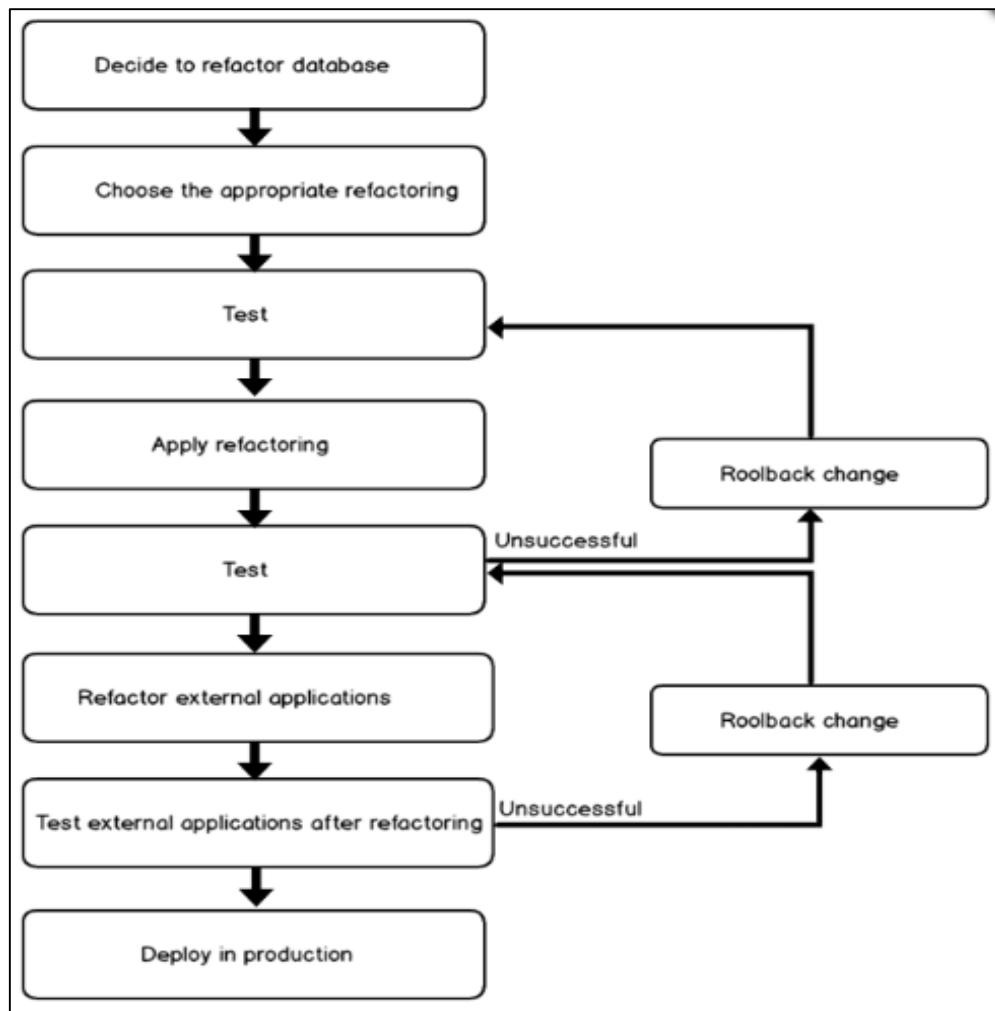 Decide to refactor database
Choose the appropriate refactoring
Test
Apply refactoring
Roolback change
Unsuccessful
Test
Refactor external applications
Roolback change
Unsuccessful
Test external applications after refactoring
Deploy in production